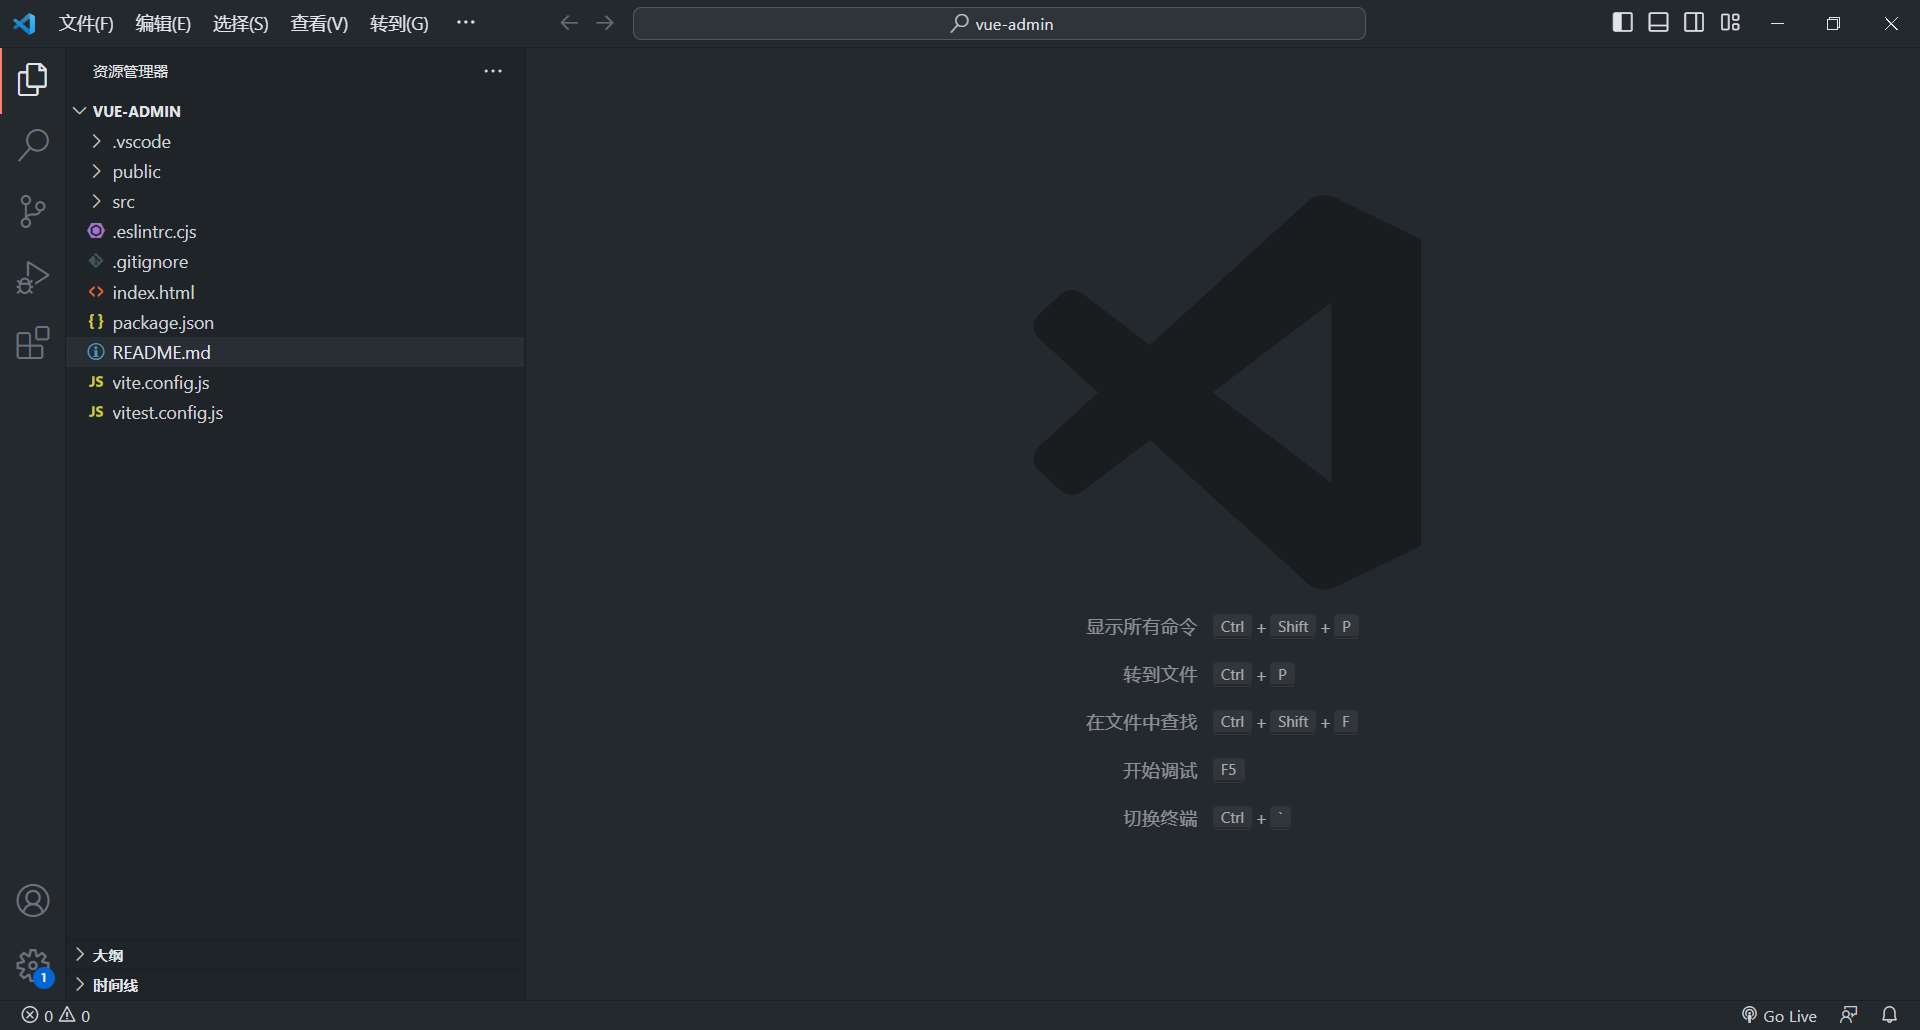 文件(F) 编辑(E) 选择(S) 查看(V) 转到(G) ··· vue-admin
资源管理器
VUE-ADMIN
.vscode
public
src
.eslintrc.cjs
.gitignore
index.html
package.json
README.md
JS vite.config.js
JS vitest.config.js
显示所有命令 Ctrl + Shift + P
转到文件 Ctrl + P
在文件中查找 Ctrl + Shift + F
开始调试 F5
切换终端 Ctrl + `
大纲
1
时间线
0 0 Go Live